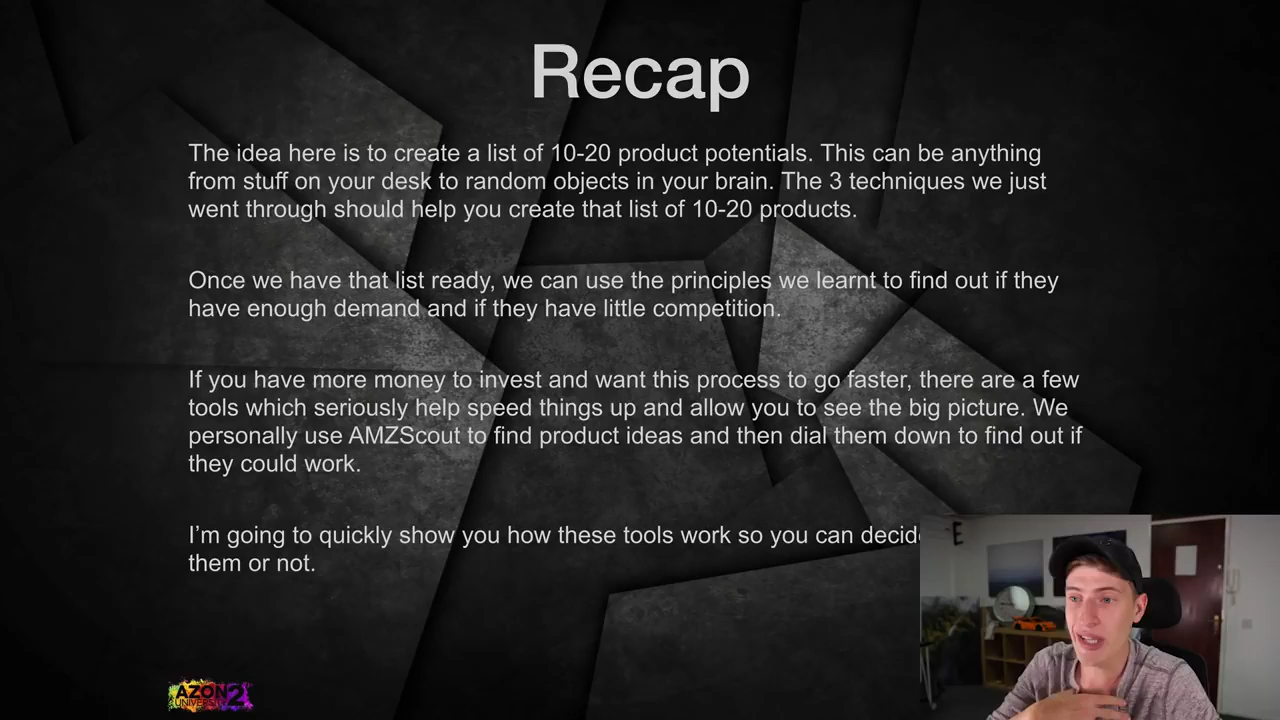 Recap
The idea here is to create a list of 10-20 product potentials. This can be anything
from stuff on your desk to random objects in your brain. The 3 techniques we just
went through should help you create that list of 10-20 products.
Once we have that list ready, we can use the principles we learnt to find out if they
have enough demand and if they have little competition.
If you have more money to invest and want this process to go faster, there are a few
tools which seriously help speed things up and allow you to see the big picture. We
personally use AMZScout to find product ideas and then dial them down to find out if
they could work.
I’m going to quickly show you how these tools work so you can decid
them or not.
E
AZON
2